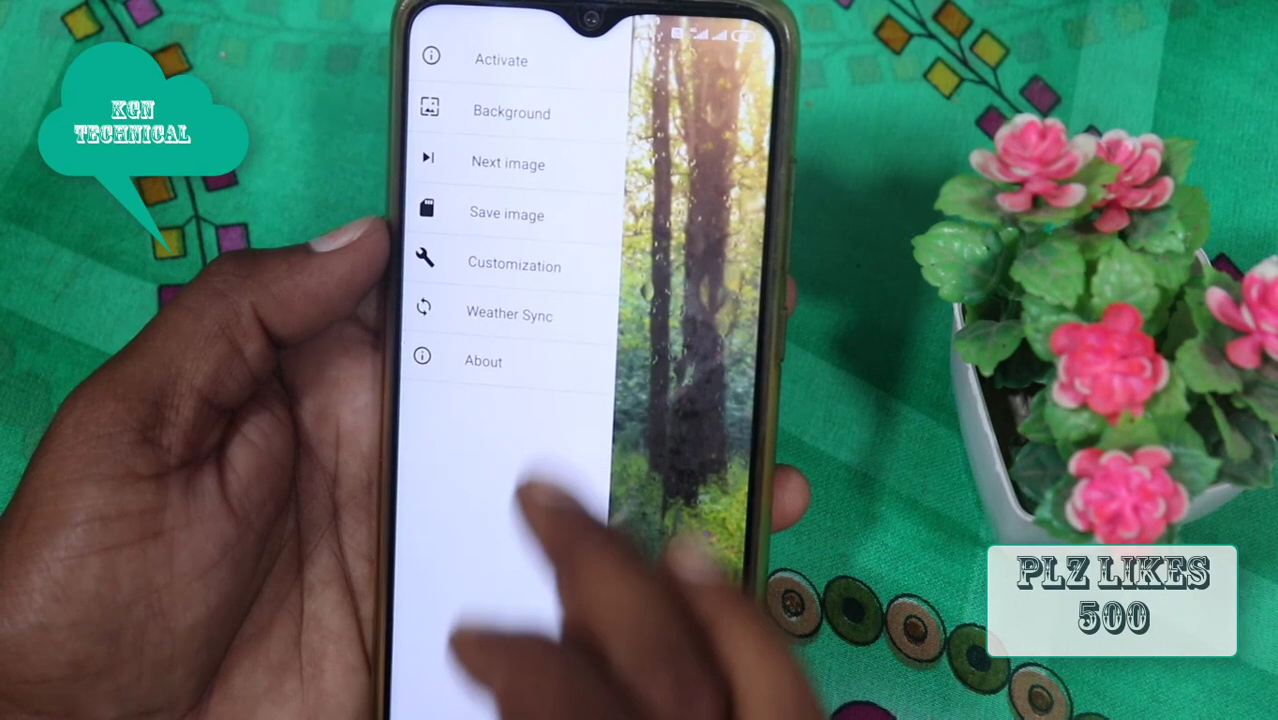 KGN
TECHNICAL
Activate
Background
Next image
Save image
Customization
Weather Sync
About
PLZ LIKES
500